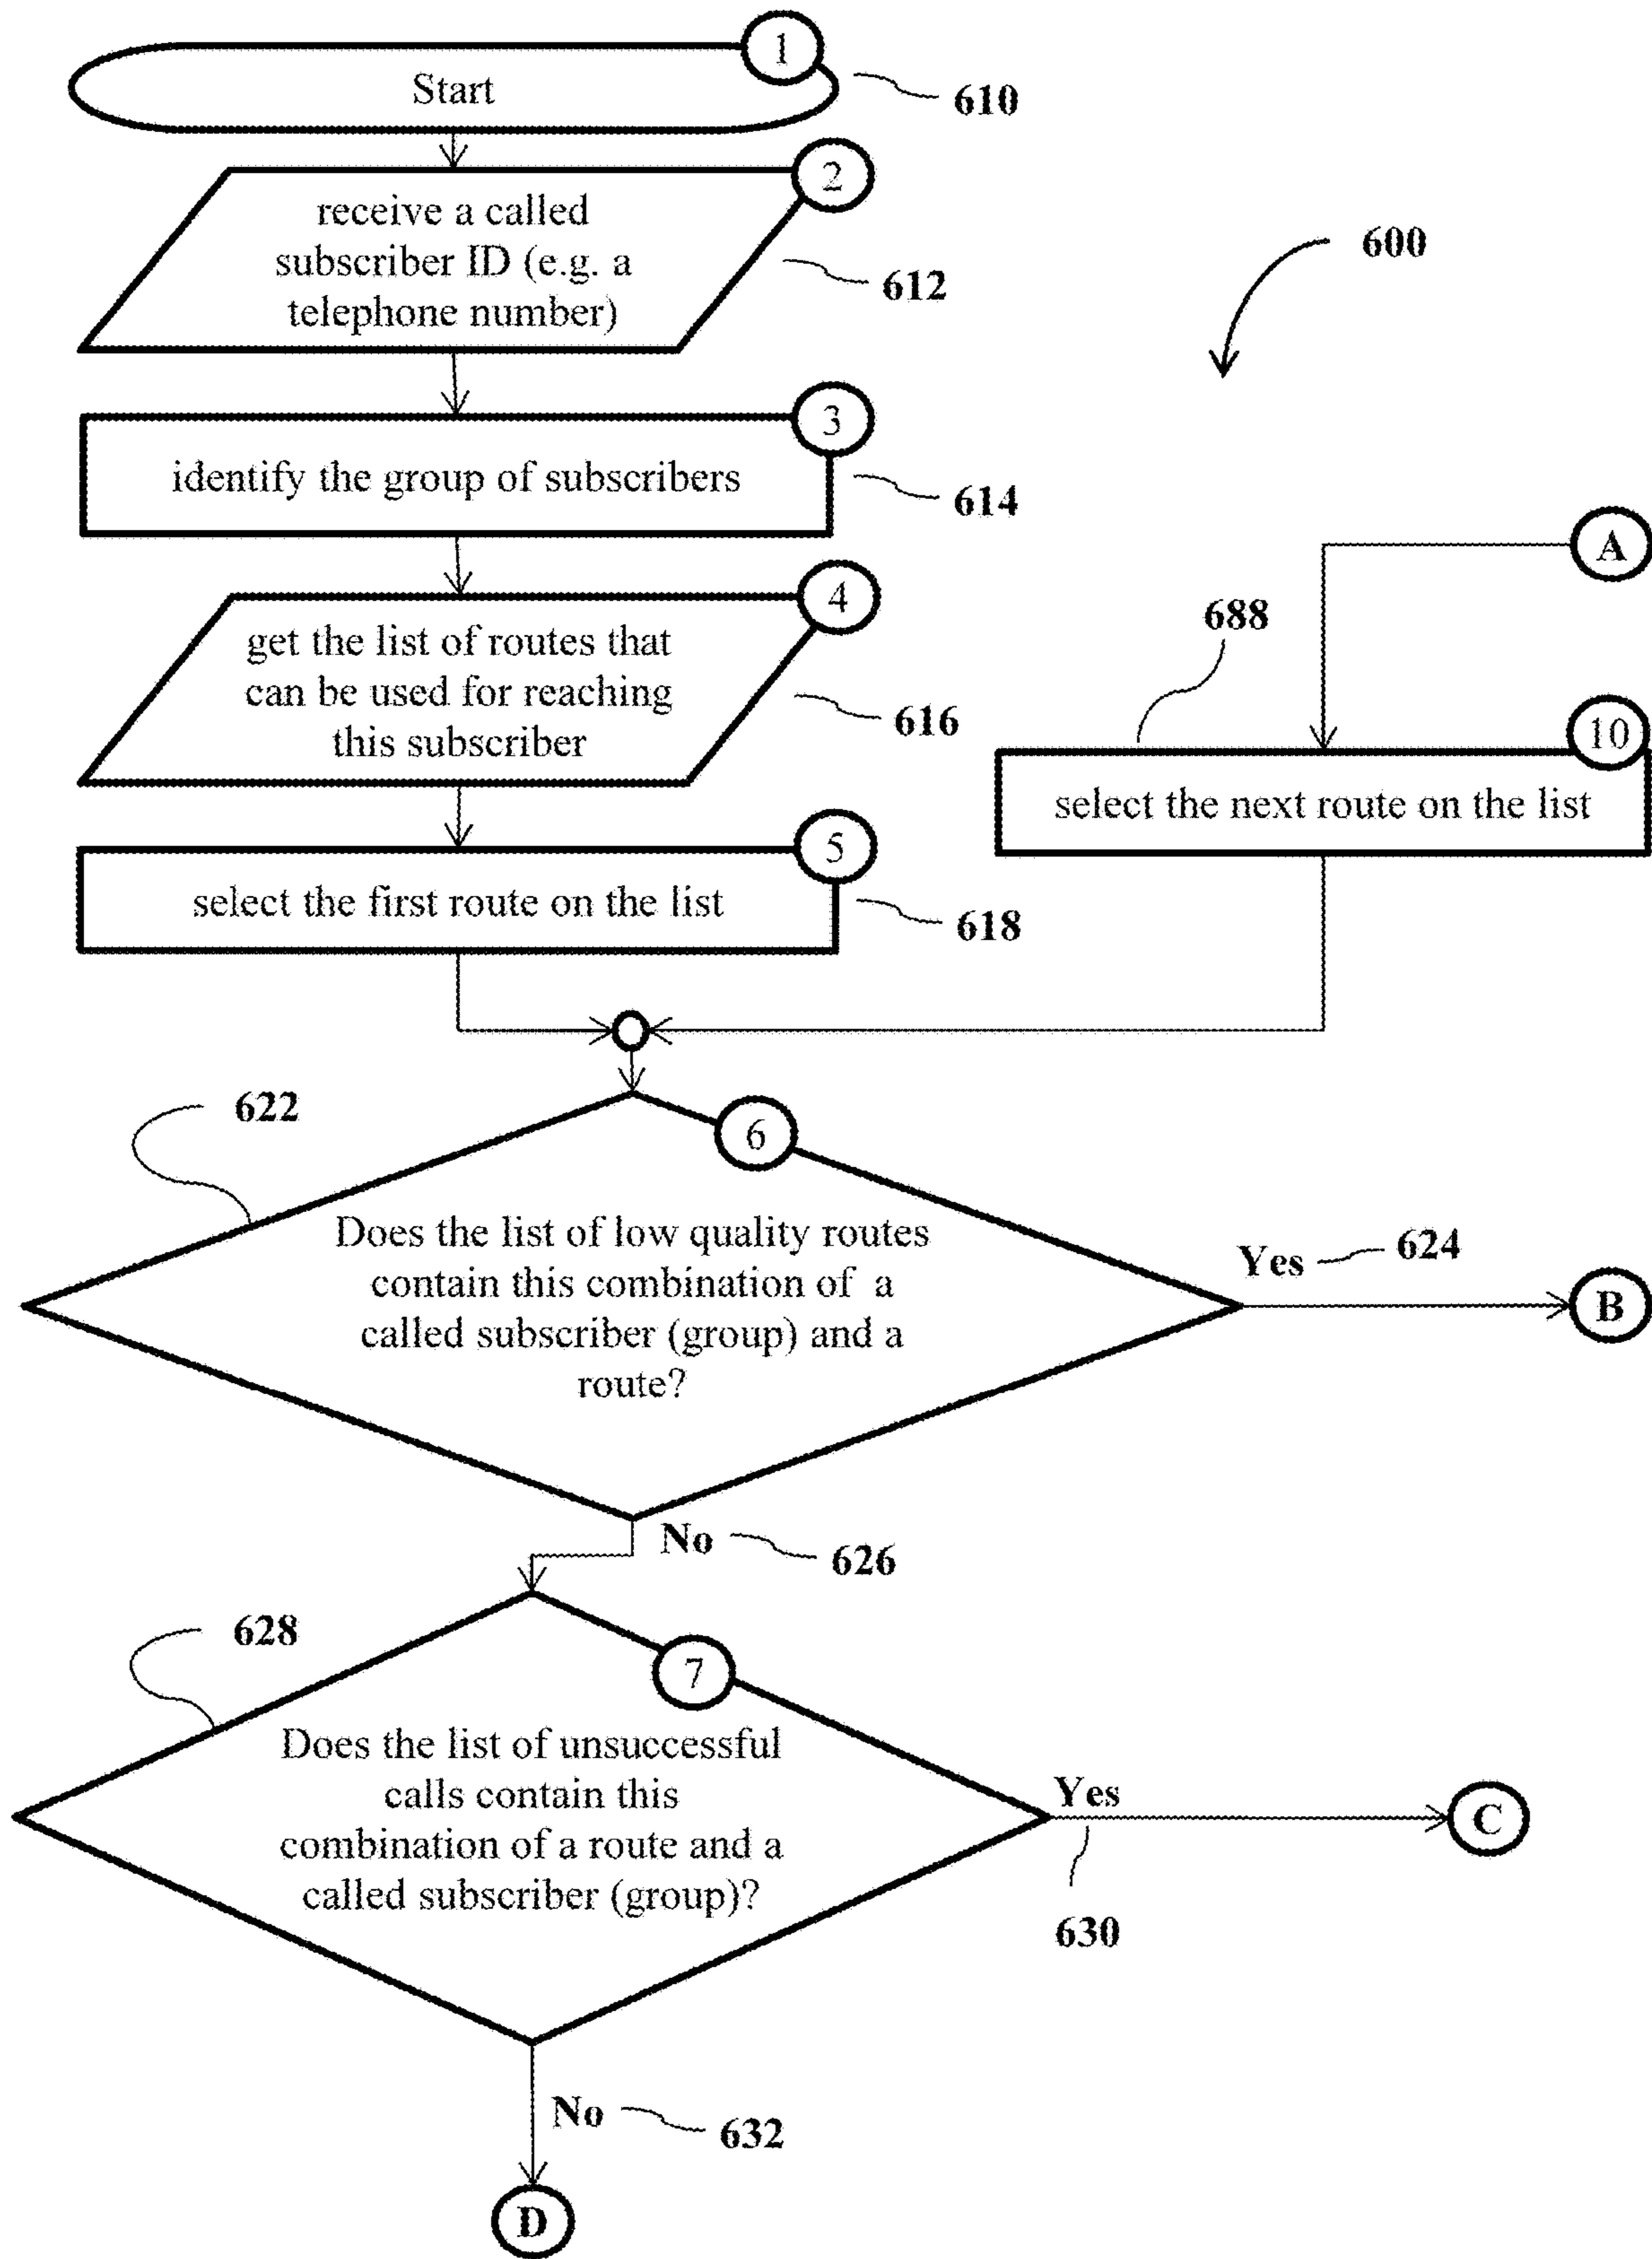 1
Start
610
2
receive a called
subscriber ID (e.g. a
telephone number)
612
600
3
identify the group of subscribers
614
A
4
get the list of routes that
can be used for reaching
this subscriber
616
688
10
select the next route on the list
5
select the first route on the list
618
622
6
Does the list of low quality routes
contain this combination of a
called subscriber (group) and a
route?
Yes
624
B
No
626
628
7
Does the list of unsuccessful
calls contain this
combination of a route and a
called subscriber (group)?
Yes
C
630
No
632
D